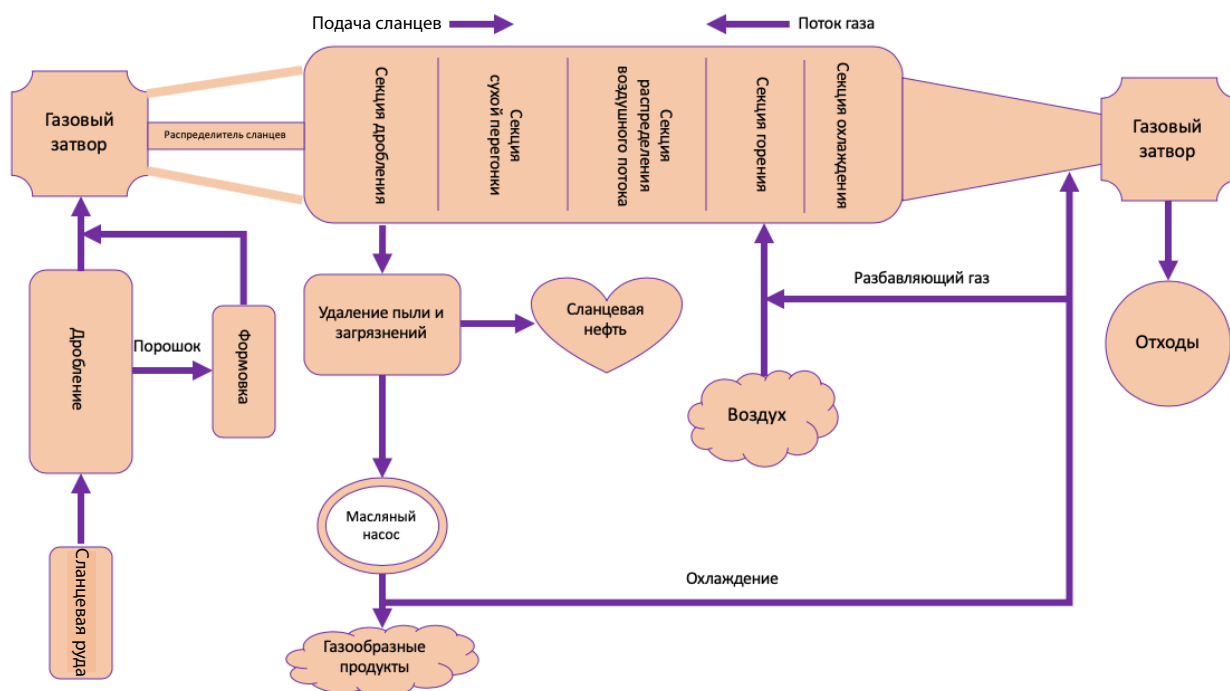 Подача сланцев
Поток газа
Газовый
затвор
Распределитель сланцев
Секция дробления
Секция
сухой перегонки
Секция
распределения
воздушного потока
Секция горения
Секция охлаждения
Газовый
затвор
Дробление
Порошок
Формовка
Удаление пыли и
загрязнений
Сланцевая
нефть
Разбавляющий газ
Отходы
Воздух
Масляный
насос
Сланцевая руда
Охлаждение
Газообразные
продукты